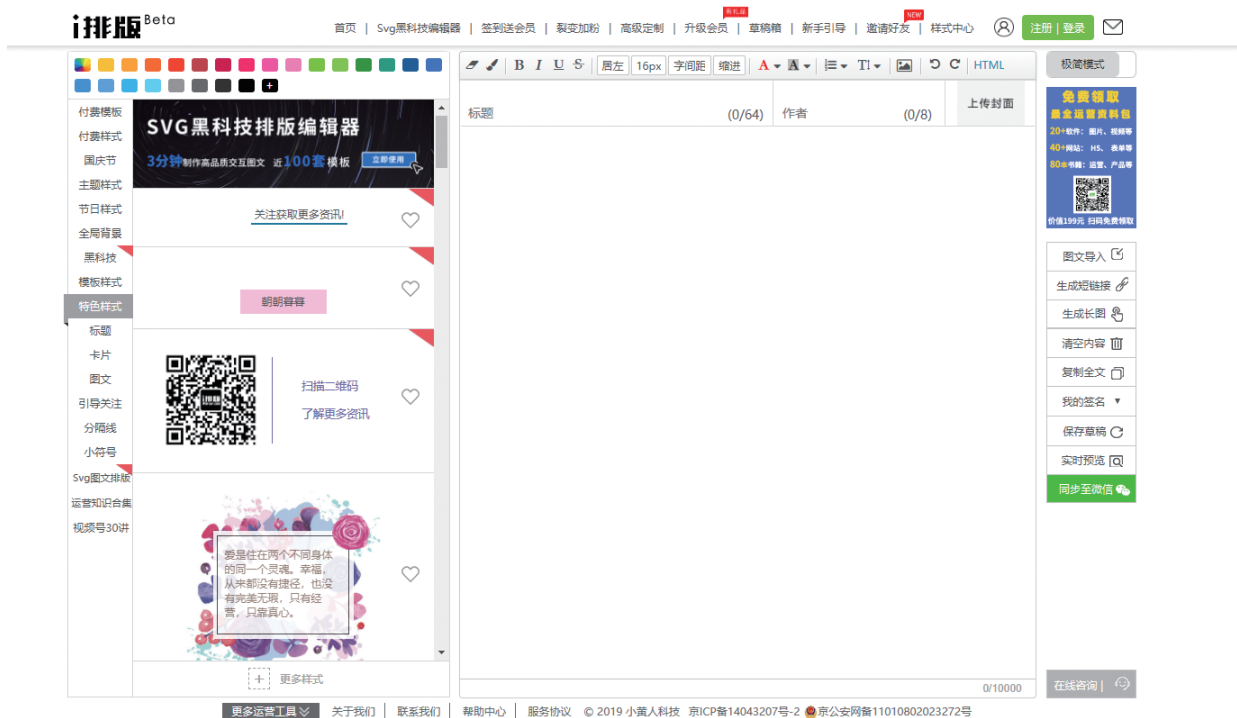 i排版Beta
首页 | Svg黑科技编辑器 | 签到送会员 | 裂变加粉 | 高级定制 | 升级会员 | 草稿箱 | 新手引导 | 邀请好友 | 样式中心
有礼品
NEW
注册 | 登录
B I U S 居左 16px 字间距 缩进 A A T HTML
极简模式
标题 (0/64) 作者 (0/8) 上传封面
付费模板
付费样式
国庆节
主题样式
节日样式
全局背景
黑科技
模板样式
特色样式
标题
卡片
图文
引导关注
分隔线
小符号
Svg图文排版
运营知识合集
视频号30讲
SVG黑科技排版编辑器
3分钟制作高品质交互图文 近100套模板 立即使用
关注获取更多资讯!
朝朝暮暮
扫描二维码
了解更多资讯
爱是住在两个不同身体
的同一个灵魂。幸福,
从来都没有捷径，也没
有完美无瑕，只有经
营，只靠真心。
更多样式
0/10000
免费领取
最全运营资料包
20+软件：图片、视频等
40+网站：H5、表单等
80本书籍：运营、产品等
价值199元 扫码免费领取
图文导入
生成短链接
生成长图
清空内容
复制全文
我的签名
保存草稿
实时预览
同步至微信
在线咨询 |
更多运营工具 关于我们 | 联系我们 | 帮助中心 | 服务协议 © 2019 小黄人科技 京ICP备14043207号-2 京公安网备11010802023272号